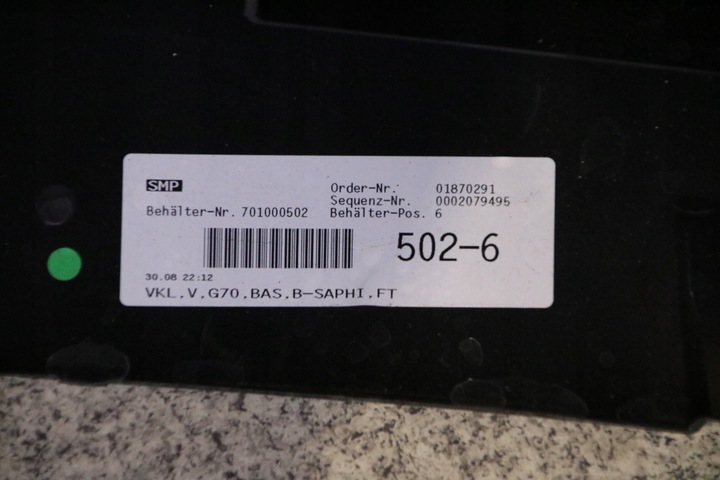 SMP
Order-Nr. 01870291
Sequenz-Nr. 0002079495
Behälter-Nr. 701000502 Behälter-Pos. 6
502-6
30.08 22:12
VKL.V.G70.BAS.B-SAPHI.FT